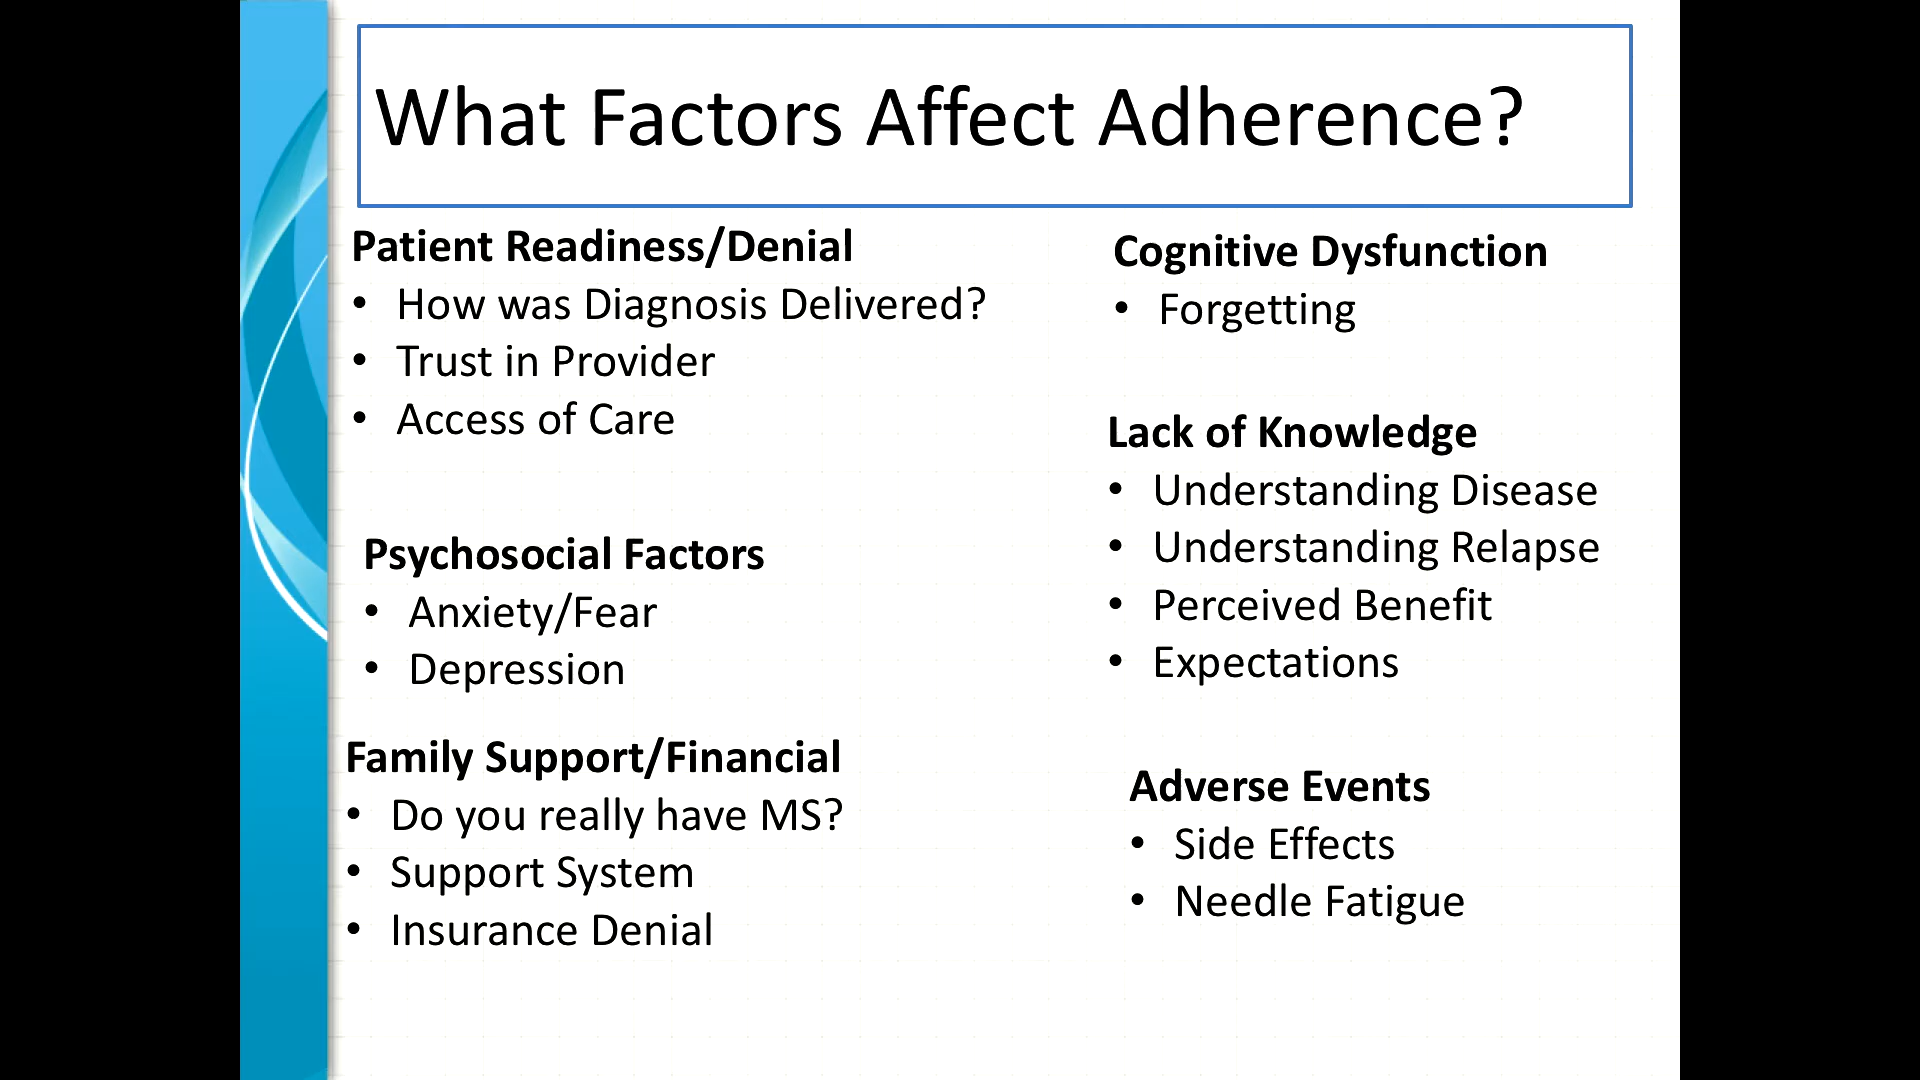 What Factors Affect Adherence?
Patient Readiness/Denial
• How was Diagnosis Delivered?
• Trust in Provider
• Access of Care
Psychosocial Factors
• Anxiety/Fear
• Depression
Family Support/Financial
• Do you really have MS?
• Support System
• Insurance Denial
Cognitive Dysfunction
• Forgetting
Lack of Knowledge
• Understanding Disease
• Understanding Relapse
• Perceived Benefit
• Expectations
Adverse Events
• Side Effects
• Needle Fatigue